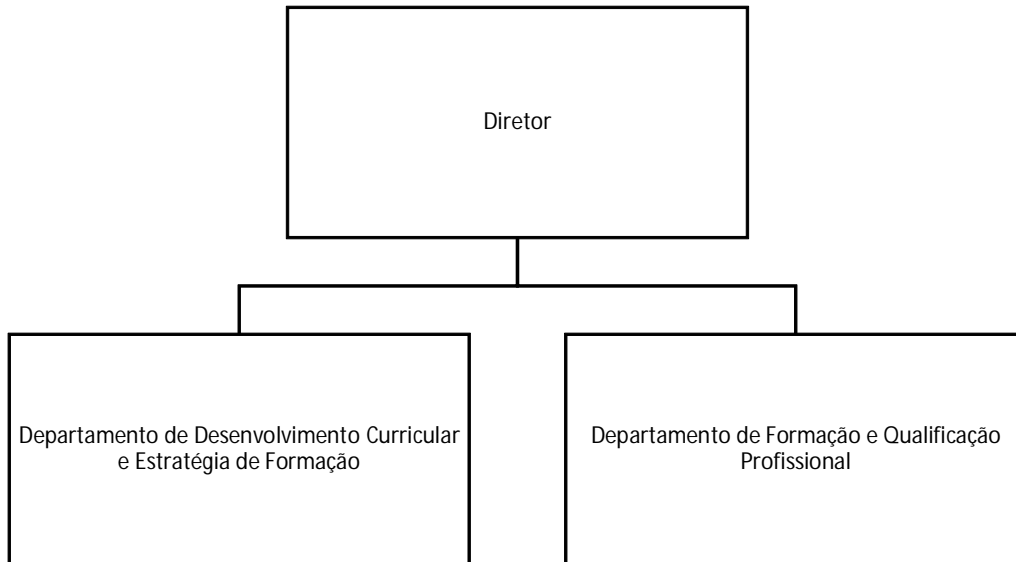 Diretor
Departamento de Desenvolvimento Curricular
e Estratégia de Formação
Departamento de Formação e Qualificação
Profissional